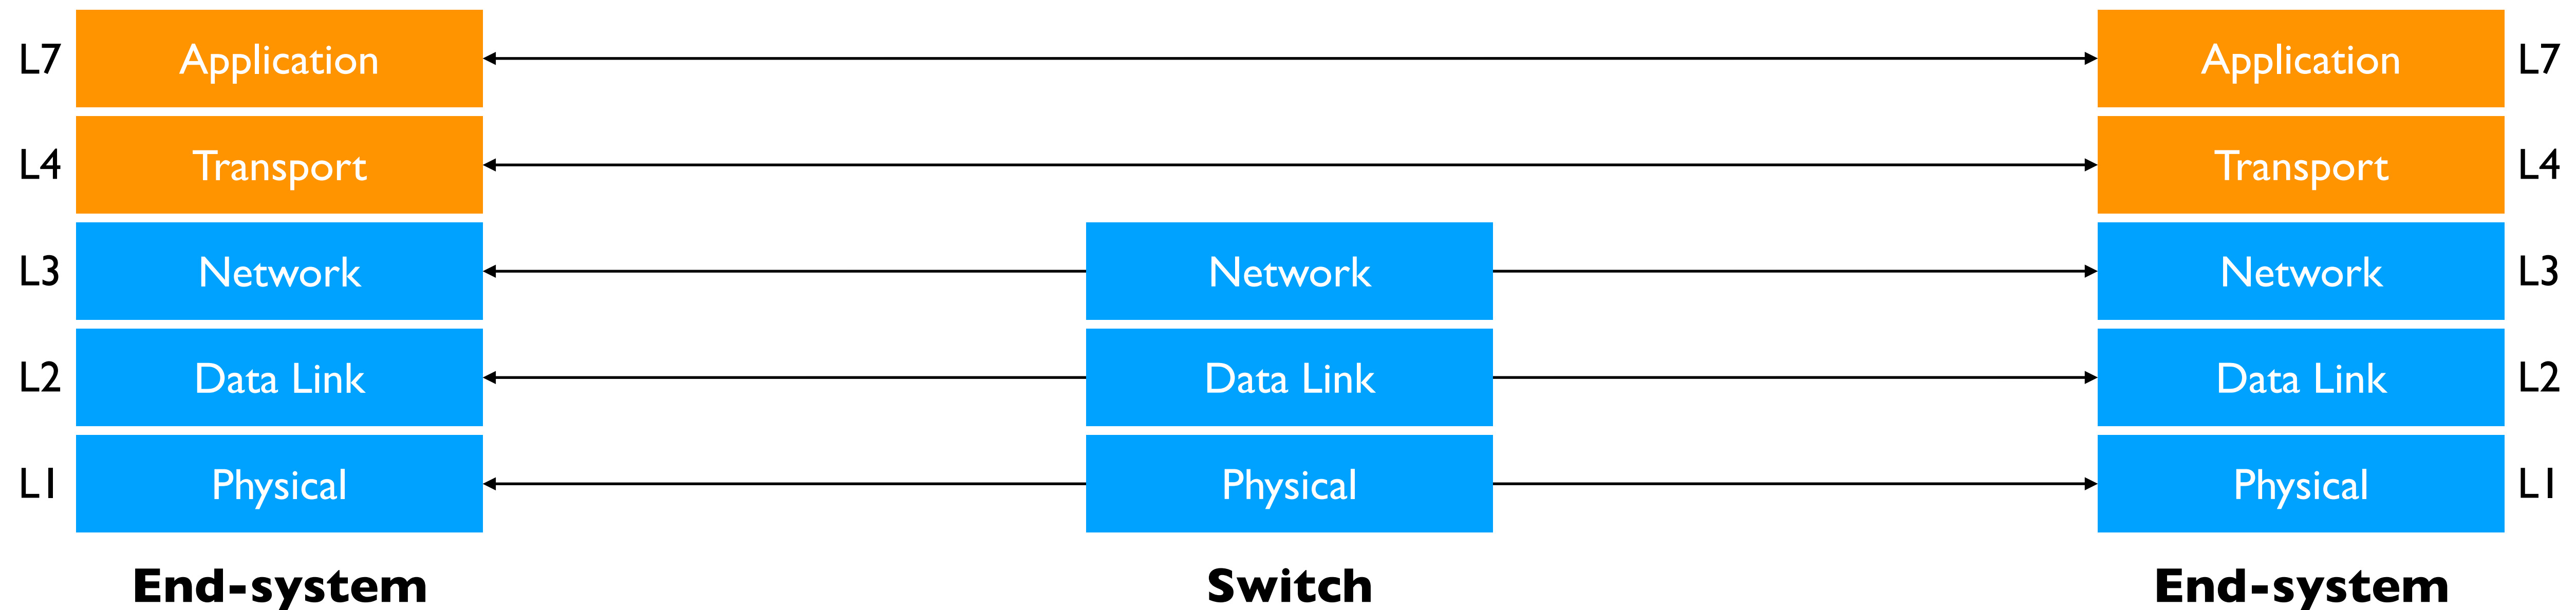 L7 Application Application L7
L4 Transport Transport L4
L3 Network Network Network L3
L2 Data Link Data Link Data Link L2
L1 Physical Physical Physical L1
End-system Switch End-system